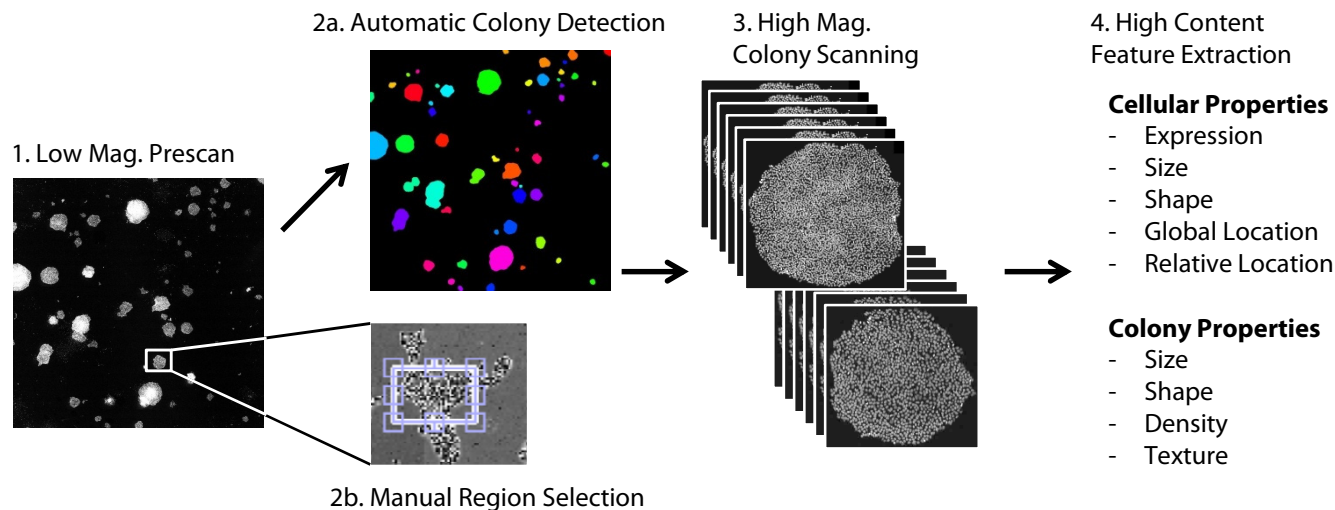 1. Low Mag. Prescan
2a. Automatic Colony Detection
2b. Manual Region Selection
3. High Mag.
Colony Scanning
4. High Content
Feature Extraction
Cellular Properties
- Expression
- Size
- Shape
- Global Location
- Relative Location
Colony Properties
- Size
- Shape
- Density
- Texture